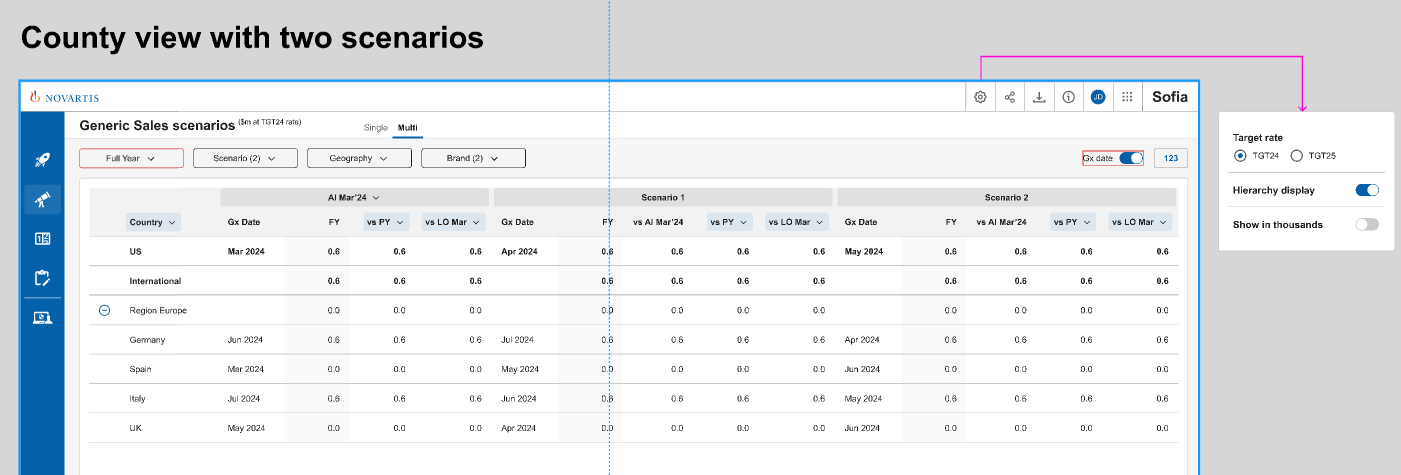 County view with two scenarios
NOVARTIS
JD
Sofia
Generic Sales scenarios ($m at TGT24 rate)
Single Multi
Full Year Scenario (2) Geography Brand (2) Gx date 123
AI Mar'24 Scenario 1 Scenario 2
Country Gx Date FY vs PY vs LO Mar Gx Date FY vs AI Mar'24 vs PY vs LO Mar Gx Date FY vs AI Mar'24 vs PY vs LO Mar
US Mar 2024 0.6 0.6 0.6 Apr 2024 0.6 0.6 0.6 0.6 May 2024 0.6 0.6 0.6 0.6
International 0.6 0.6 0.6 0.6 0.6 0.6 0.6 0.6 0.6 0.6 0.6
Region Europe 0.0 0.0 0.0 0.0 0.0 0.0 0.0 0.0 0.0 0.0 0.0
Germany Jun 2024 0.6 0.6 0.6 Jul 2024 0.6 0.6 0.6 0.6 Apr 2024 0.6 0.6 0.6 0.6
Spain Mar 2024 0.0 0.0 0.0 May 2024 0.0 0.0 0.0 0.0 Jun 2024 0.0 0.0 0.0 0.0
Italy Jul 2024 0.6 0.6 0.6 Jun 2024 0.6 0.6 0.6 0.6 May 2024 0.6 0.6 0.6 0.6
UK May 2024 0.0 0.0 0.0 Apr 2024 0.0 0.0 0.0 0.0 Jun 2024 0.0 0.0 0.0 0.0
Target rate
TGT24 TGT25
Hierarchy display
Show in thousands